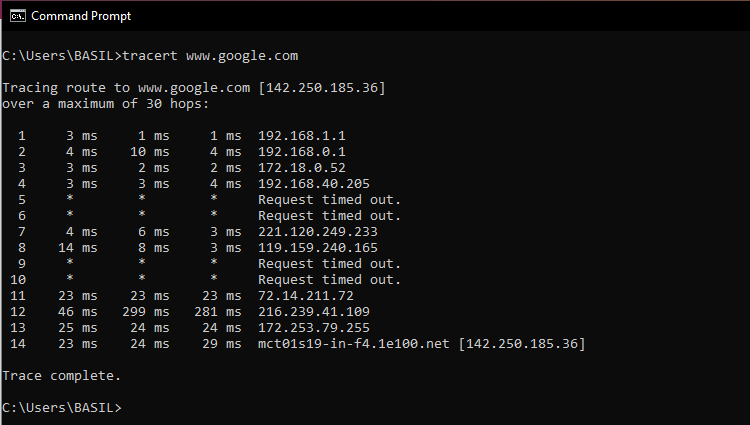 Command Prompt
C:\Users\BASIL>tracert www.google.com
Tracing route to www.google.com [142.250.185.36]
over a maximum of 30 hops:
1 3 ms 1 ms 1 ms 192.168.1.1
2 4 ms 10 ms 4 ms 192.168.0.1
3 3 ms 2 ms 2 ms 172.18.0.52
4 3 ms 3 ms 4 ms 192.168.40.205
5 * * * Request timed out.
6 * * * Request timed out.
7 4 ms 6 ms 3 ms 221.120.249.233
8 14 ms 8 ms 3 ms 119.159.240.165
9 * * * Request timed out.
10 * * * Request timed out.
11 23 ms 23 ms 23 ms 72.14.211.72
12 46 ms 299 ms 281 ms 216.239.41.109
13 25 ms 24 ms 24 ms 172.253.79.255
14 23 ms 24 ms 29 ms mct01s19-in-f4.1e100.net [142.250.185.36]
Trace complete.
C:\Users\BASIL>